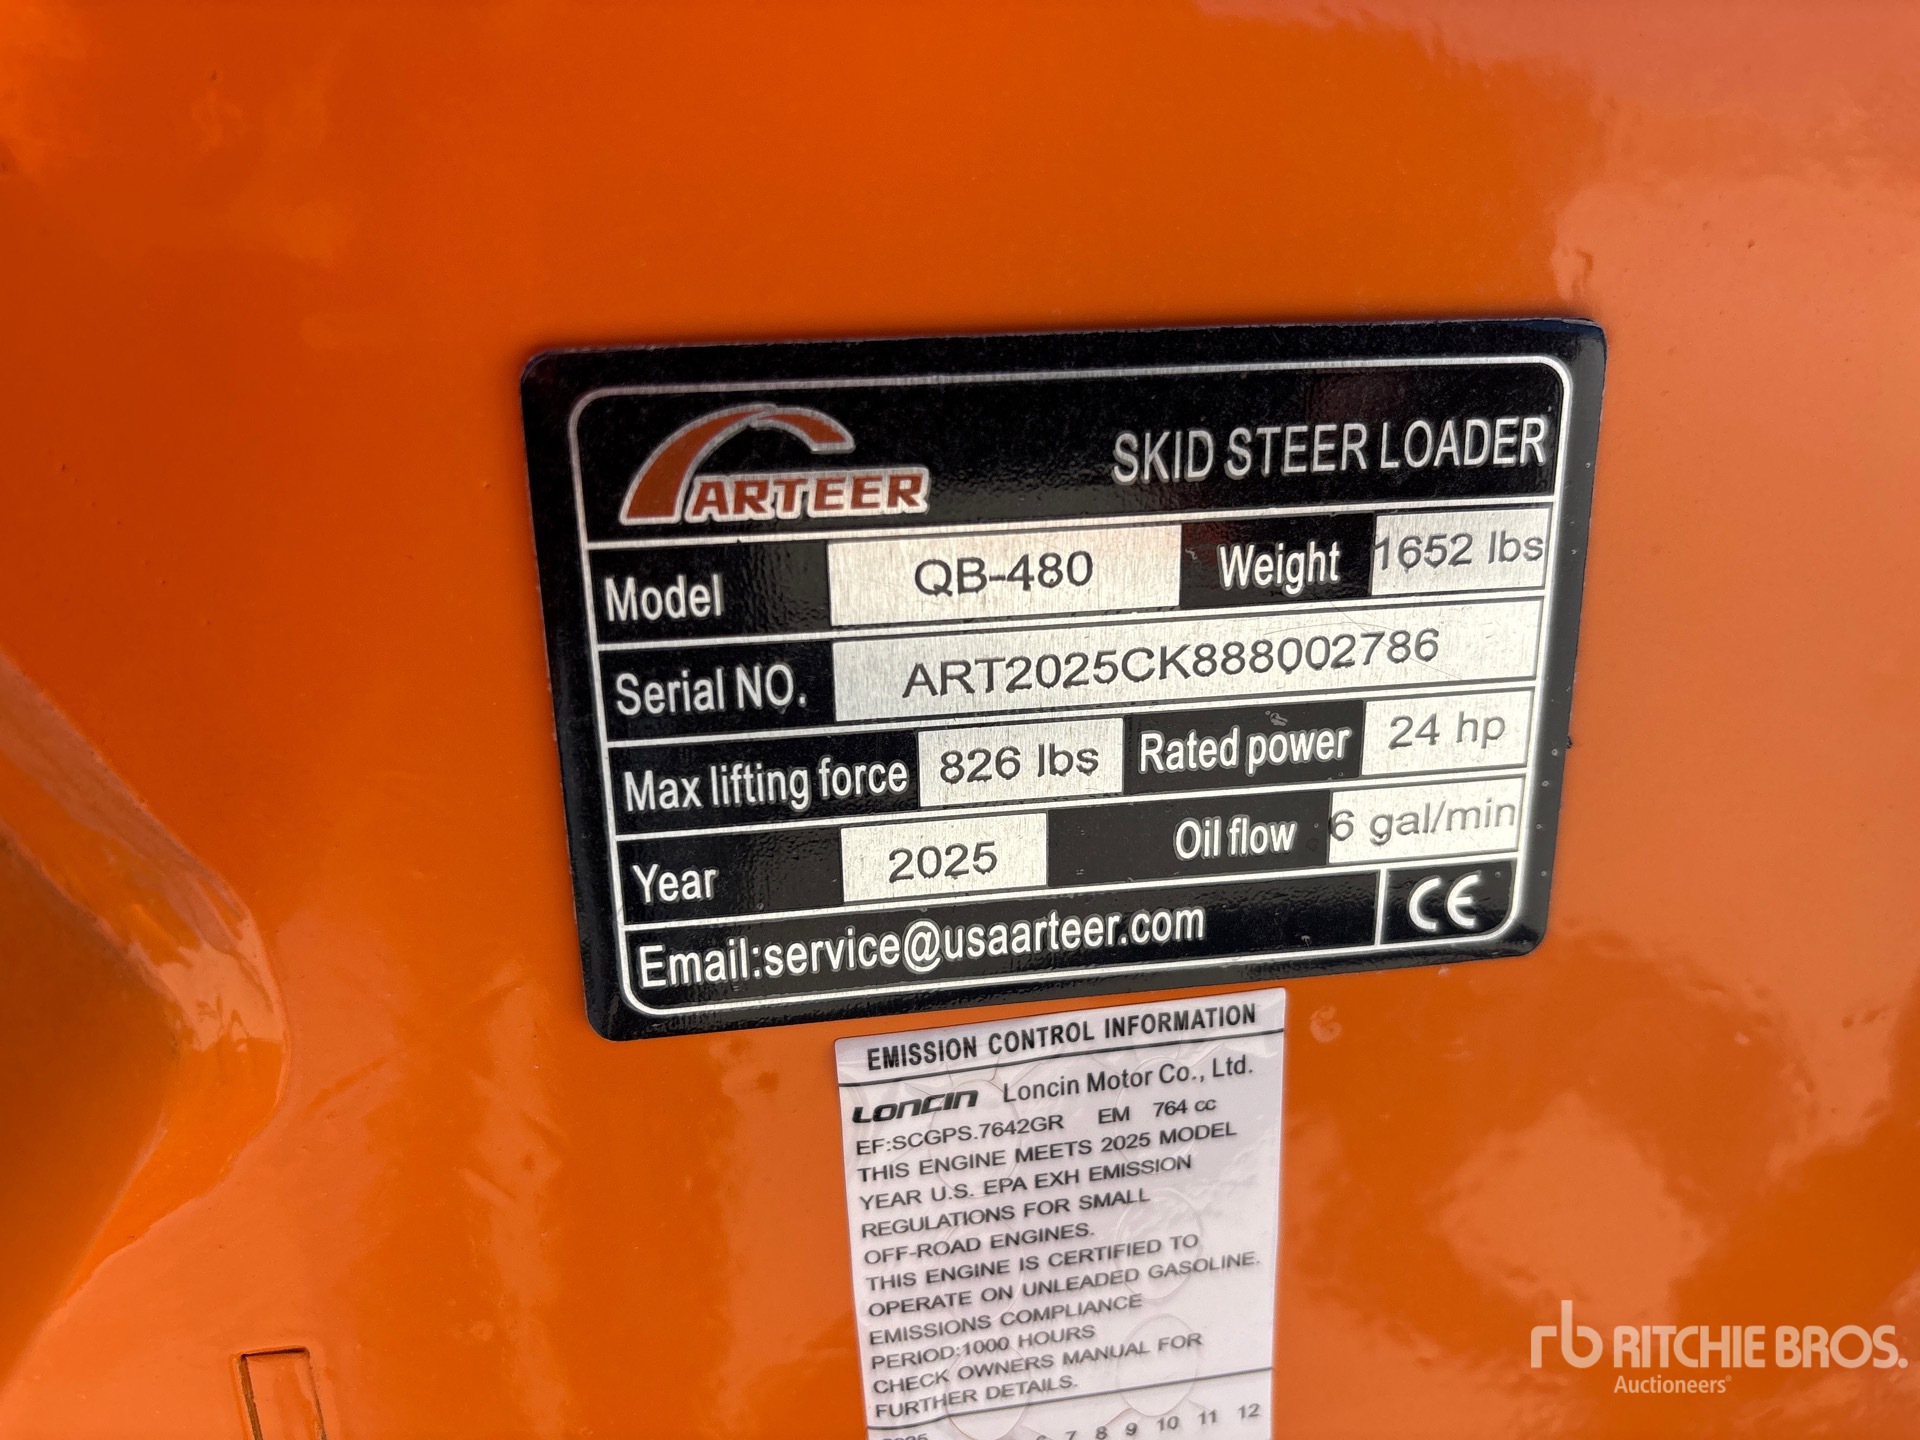 ARTEER SKID STEER LOADER
Model QB-480 Weight 1652 lbs
Serial NO. ART2025CK888002786
Max lifting force 826 lbs Rated power 24 hp
Year 2025 Oil flow 6 gal/min
Email:service@usaarteer.com CE
EMISSION CONTROL INFORMATION
LONCIN Loncin Motor Co., Ltd.
EF:SCGPS.7642GR EM 764 cc
THIS ENGINE MEETS 2025 MODEL
YEAR U.S. EPA EXH EMISSION
REGULATIONS FOR SMALL
OFF-ROAD ENGINES.
THIS ENGINE IS CERTIFIED TO
OPERATE ON UNLEADED GASOLINE.
EMISSIONS COMPLIANCE
PERIOD:1000 HOURS
CHECK OWNERS MANUAL FOR
FURTHER DETAILS.
7 8 9 10 11 12
rb RITCHIE BROS.
Auctioneers